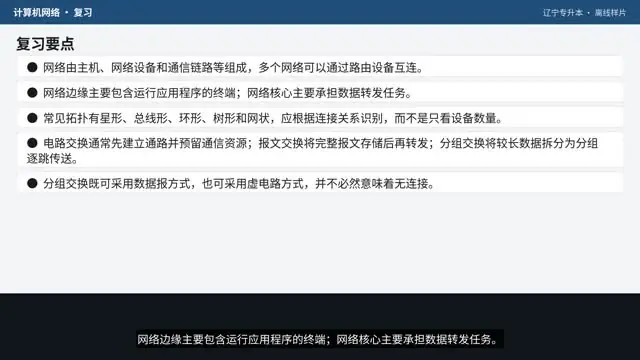 计算机网络 · 复习
辽宁专升本 · 离线样片
复习要点
● 网络由主机、网络设备和通信链路等组成，多个网络可以通过路由设备互连。
● 网络边缘主要包含运行应用程序的终端；网络核心主要承担数据转发任务。
● 常见拓扑有星形、总线形、环形、树形和网状，应根据连接关系识别，而不是只看设备数量。
● 电路交换通常先建立通路并预留通信资源；报文交换将完整报文存储后再转发；分组交换将较长数据拆分为分组
逐跳传送。
● 分组交换既可采用数据报方式，也可采用虚电路方式，并不必然意味着无连接。
网络边缘主要包含运行应用程序的终端；网络核心主要承担数据转发任务。